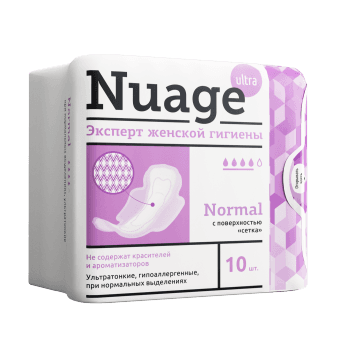 Nuage
ultra
Эксперт женской гигиены
Normal
с поверхностью
«сетка»
Не содержат красителей
и ароматизаторов
Ультратонкие, гипоаллергенные,
при нормальных выделениях
10 шт.